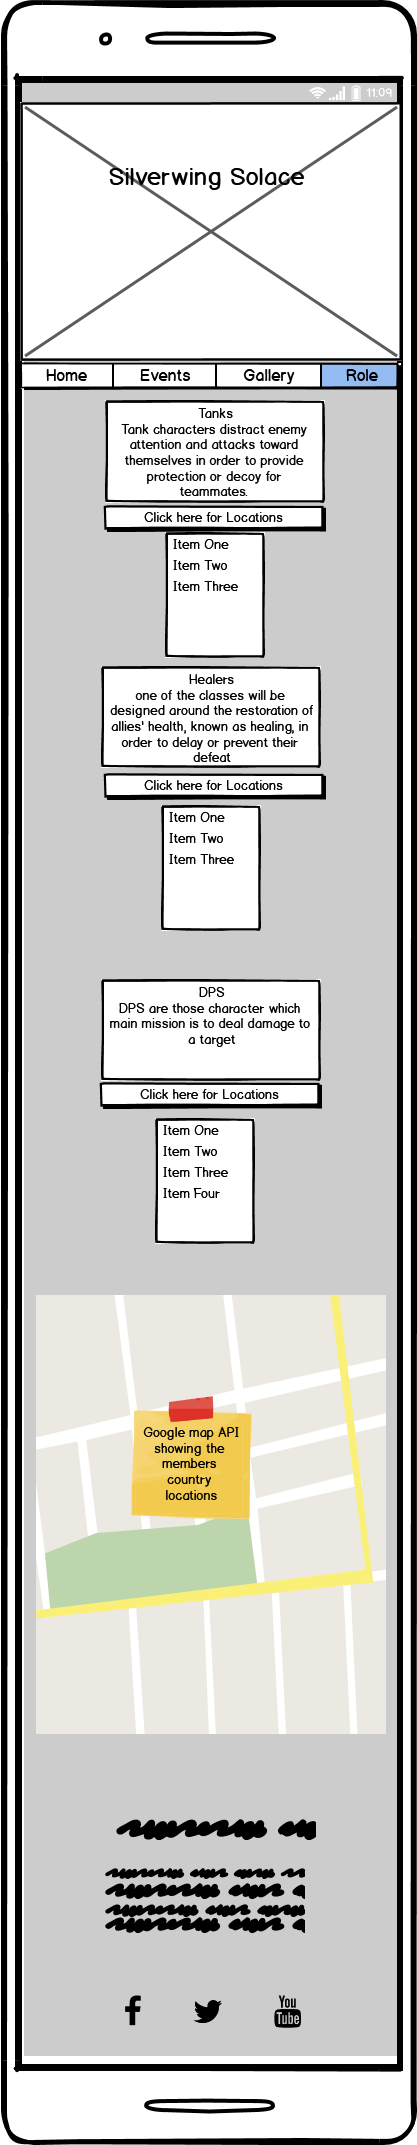 11:09
Silverwing Solace
Home Events Gallery Role
Tanks
Tank characters distract enemy
attention and attacks toward
themselves in order to provide
protection or decoy for
teammates.
Click here for Locations
Item One
Item Two
Item Three
Healers
one of the classes will be
designed around the restoration of
allies' health, known as healing, in
order to delay or prevent their
defeat
Click here for Locations
Item One
Item Two
Item Three
DPS
DPS are those character which
main mission is to deal damage to
a target
Click here for Locations
Item One
Item Two
Item Three
Item Four
Google map API
showing the
members
country
locations
You
Tube